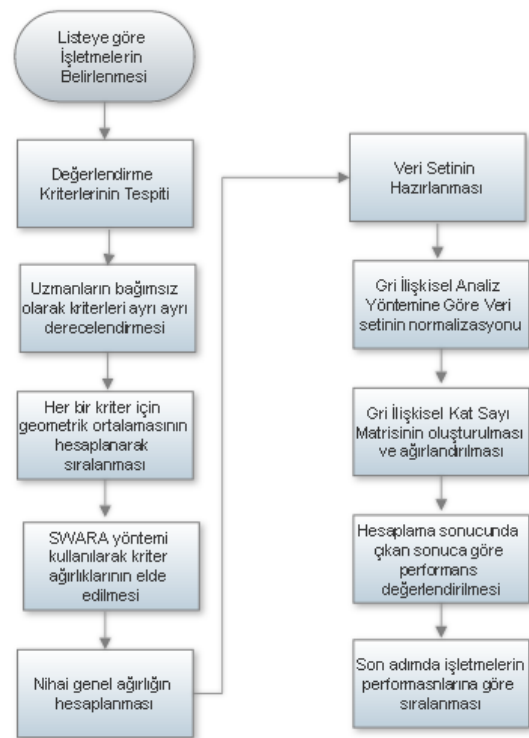 Listeye göre
İşletmelerin
Belirlenmesi
Değerlendirme
Kriterlerinin Tespiti
Uzmanların bağımsız
olarak kriterleri ayrı ayrı
derecelendirmesi
Her bir kriter için
geometrik ortalamasının
hesaplanarak
sıralanması
SWARA yöntemi
kullanılarak kriter
ağırlıklarının elde
edilmesi
Nihai genel ağırlığın
hesaplanması
Veri Setinin
Hazırlanması
Gri İlişkisel Analiz
Yöntemine Göre Veri
setinin normalizasyonu
Gri İlişkisel Kat Sayı
Matrisinin oluşturulması
ve ağırlandırılması
Hesaplama sonucunda
çıkan sonuca göre
performans
değerlendirilmesi
Son adımda işletmelerin
performasnlarına göre
sıralanması